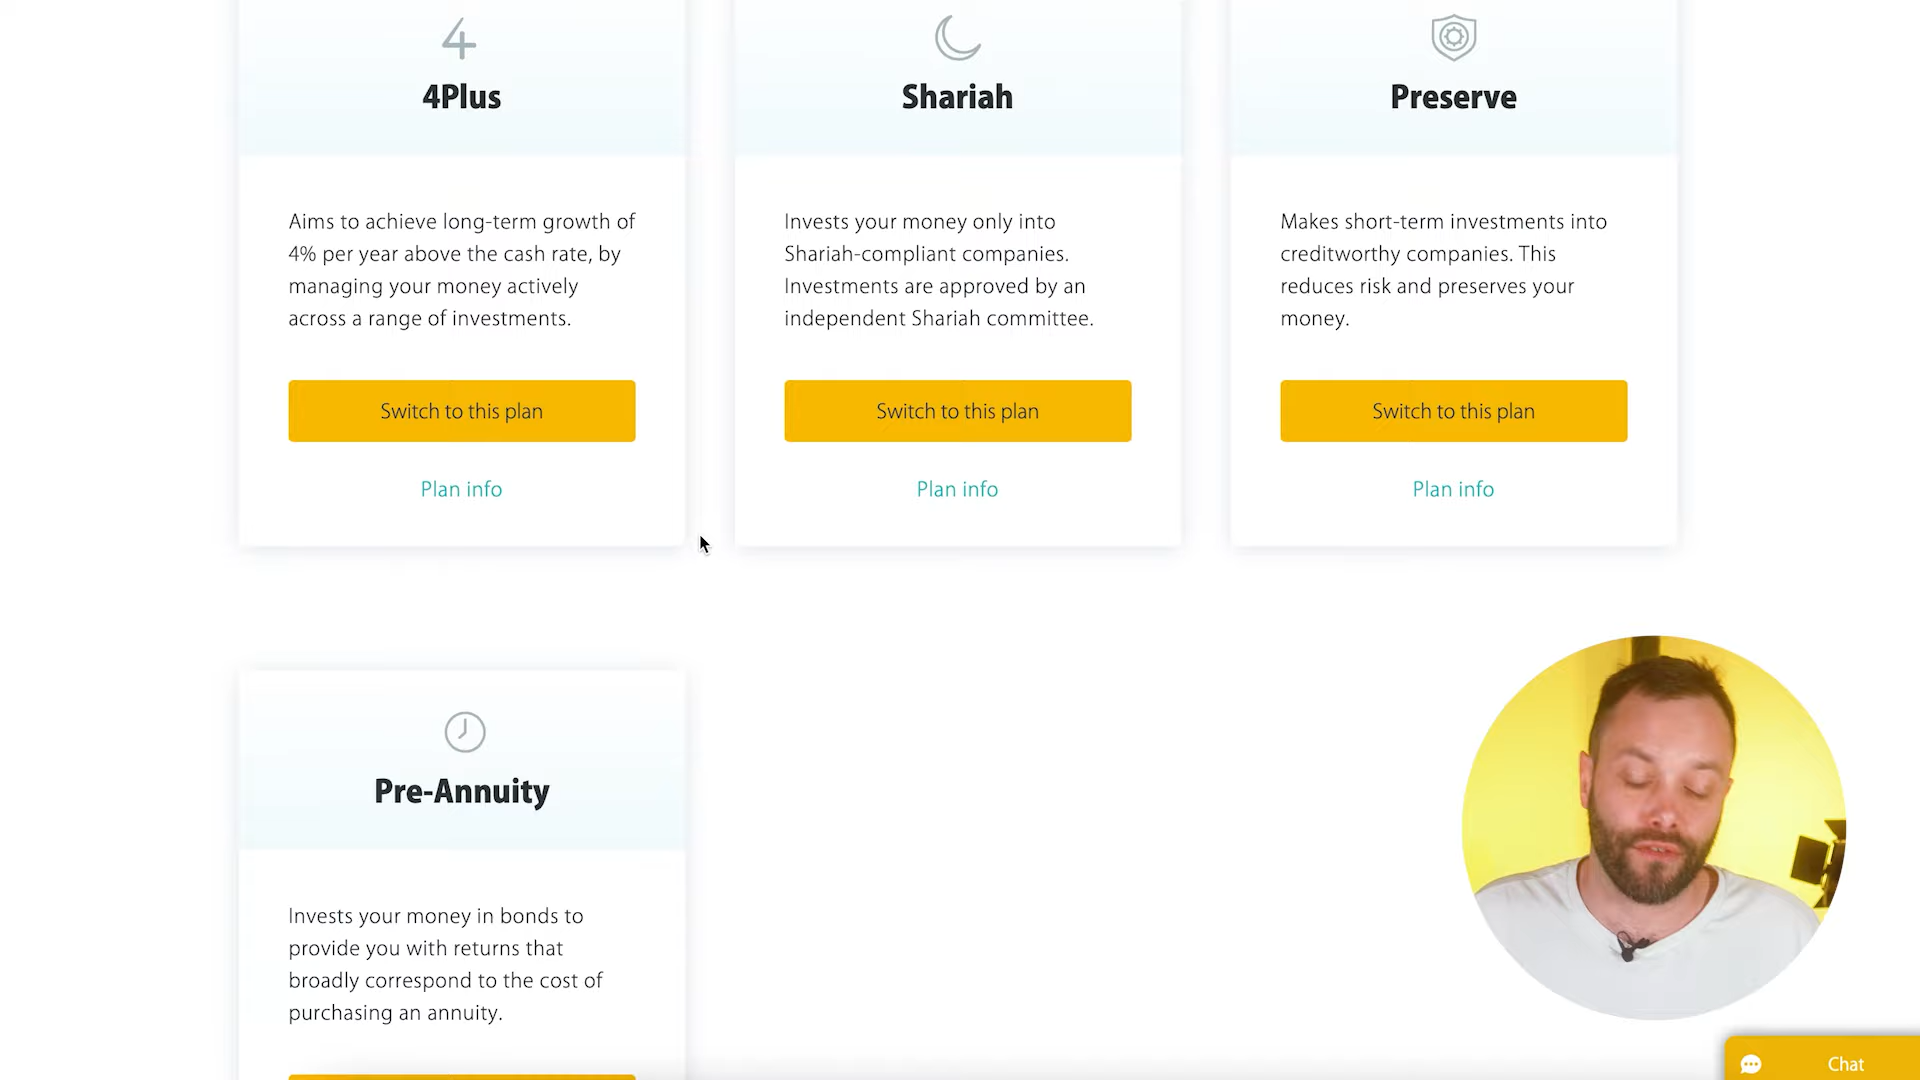 4Plus
Aims to achieve long-term growth of
4% per year above the cash rate, by
managing your money actively
across a range of investments.
Switch to this plan
Plan info
Shariah
Invests your money only into
Shariah-compliant companies.
Investments are approved by an
independent Shariah committee.
Switch to this plan
Plan info
Preserve
Makes short-term investments into
creditworthy companies. This
reduces risk and preserves your
money.
Switch to this plan
Plan info
Pre-Annuity
Invests your money in bonds to
provide you with returns that
broadly correspond to the cost of
purchasing an annuity.
Chat